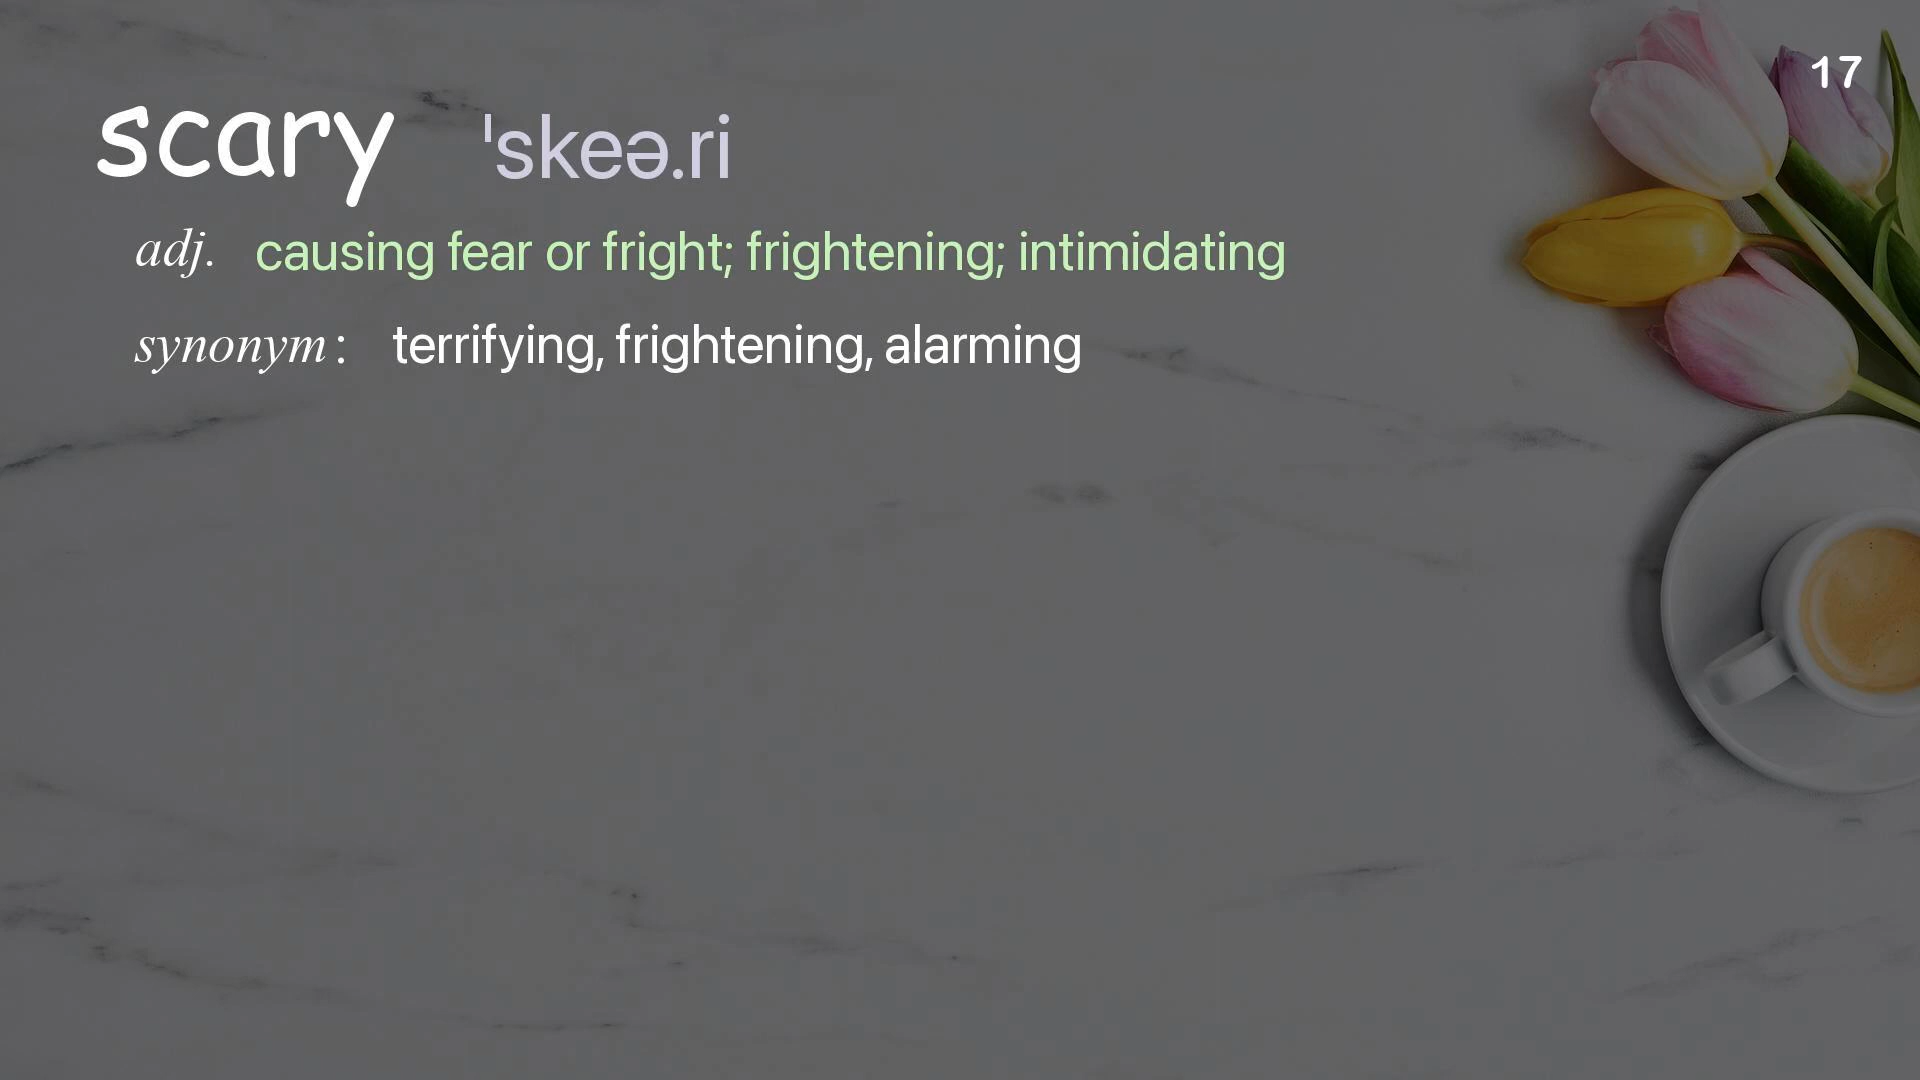 17
scary ˈskeə.ri
adj. causing fear or fright; frightening; intimidating
synonym: terrifying, frightening, alarming